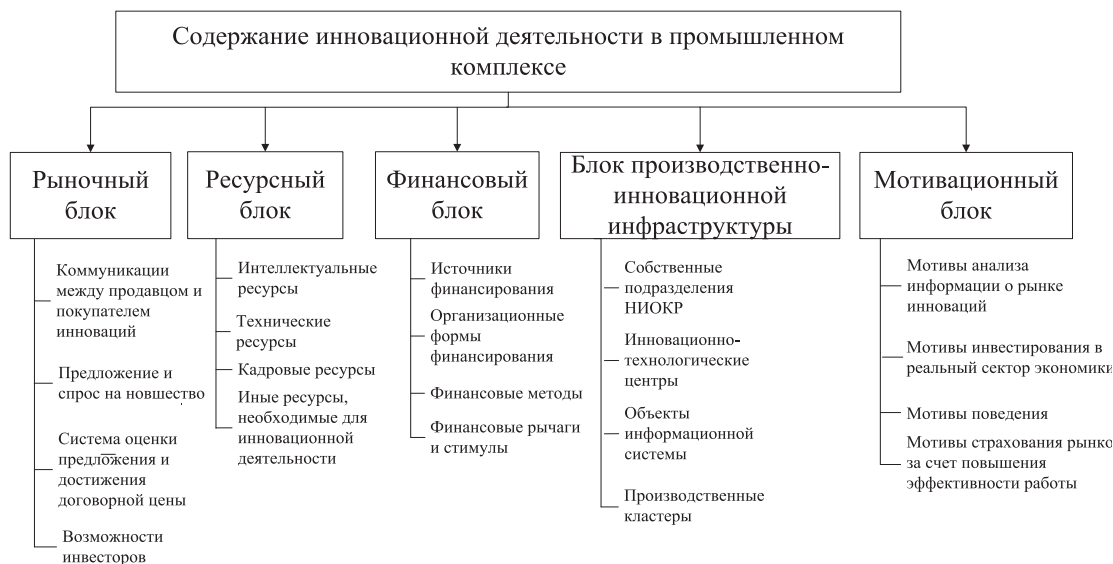 Содержание инновационной деятельности в промышленном
комплексе
Рыночный
блок
Ресурсный
блок
Финансовый
блок
Блок производственно-
инновационной
инфраструктуры
Мотивационный
блок
Коммуникации
между продавцом и
покупателем
инноваций
Предложение и
спрос на новшество
Система оценки
предложения и
достижения
договорной цены
Возможности
инвесторов
Интеллектуальные
ресурсы
Технические
ресурсы
Кадровые ресурсы
Иные ресурсы,
необходимые для
инновационной
деятельности
Источники
финансирования
Организационные
формы
финансирования
Финансовые методы
Финансовые рычаги
и стимулы
Собственные
подразделения
НИОКР
Инновационно-
технологические
центры
Объекты
информационной
системы
Производственные
кластеры
Мотивы анализа
информации о рынке
инноваций
Мотивы инвестирования в
реальный сектор экономики
Мотивы поведения
Мотивы страхования рынко
за счет повышения
эффективности работы